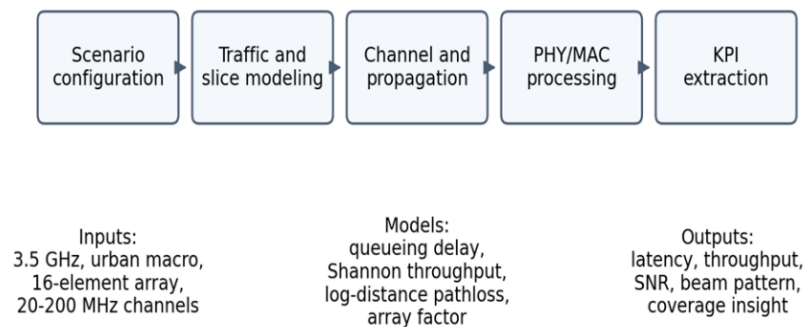 Scenario
configuration
Traffic and
slice modeling
Channel and
propagation
PHY/MAC
processing
KPI
extraction
Inputs:
3.5 GHz, urban macro,
16-element array,
20-200 MHz channels
Models:
queueing delay,
Shannon throughput,
log-distance pathloss,
array factor
Outputs:
latency, throughput,
SNR, beam pattern,
coverage insight